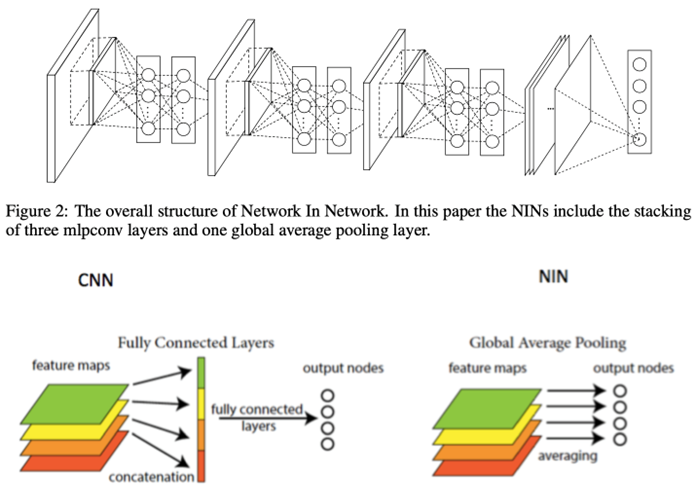 Figure 2: The overall structure of Network In Network. In this paper the NINs include the stacking
of three mlpconv layers and one global average pooling layer.
CNN
NIN
Fully Connected Layers
Global Average Pooling
feature maps
output nodes
feature maps
output nodes
fully connected
layers
averaging
concatenation
...